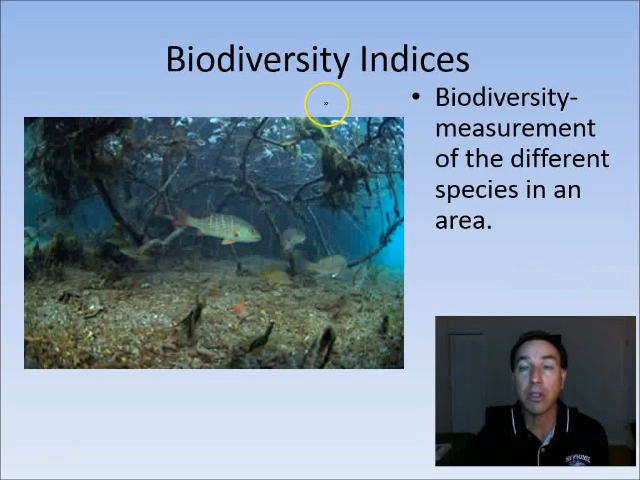 Biodiversity Indices
• Biodiversity-
measurement
of the different
species in an
area.